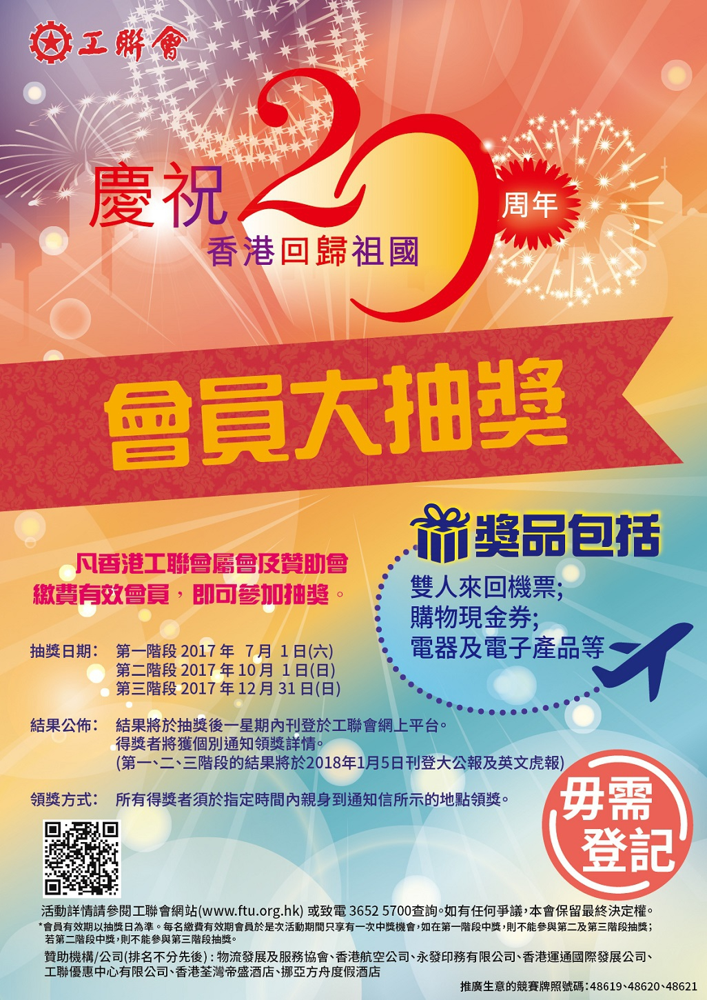 工聯會
慶祝
20
周年
香港回歸祖國
會員大抽獎
獎品包括
雙人來回機票;
購物現金券;
電器及電子產品等
凡香港工聯會屬會及贊助會
繳費有效會員，即可參加抽獎。
抽獎日期： 第一階段 2017 年 7 月 1 日(六)
第二階段 2017 年 10 月 1 日(日)
第三階段 2017 年 12 月 31 日(日)
結果公佈： 結果將於抽獎後一星期內刊登於工聯會網上平台。
得獎者將獲個別通知領獎詳情。
(第一、二、三階段的結果將於2018年1月5日刊登大公報及英文虎報)
領獎方式： 所有得獎者須於指定時間內親身到通知信所示的地點領獎。
毋需
登記
活動詳情請參閱工聯會網站(www.ftu.org.hk) 或致電 3652 5700查詢。如有任何爭議，本會保留最終決定權。
*會員有效期以抽獎日為準。每名繳費有效期會員於是次活動期間只享有一次中獎機會，如在第一階段中獎，則不能參與第二及第三階段抽獎；
若第二階段中獎，則不能參與第三階段抽獎。
贊助機構/公司(排名不分先後)：物流發展及服務協會、香港航空公司、永發印務有限公司、香港運通國際發展公司、
工聯優惠中心有限公司、香港荃灣帝盛酒店、挪亞方舟度假酒店
推廣生意的競賽牌照號碼：48619、48620、48621